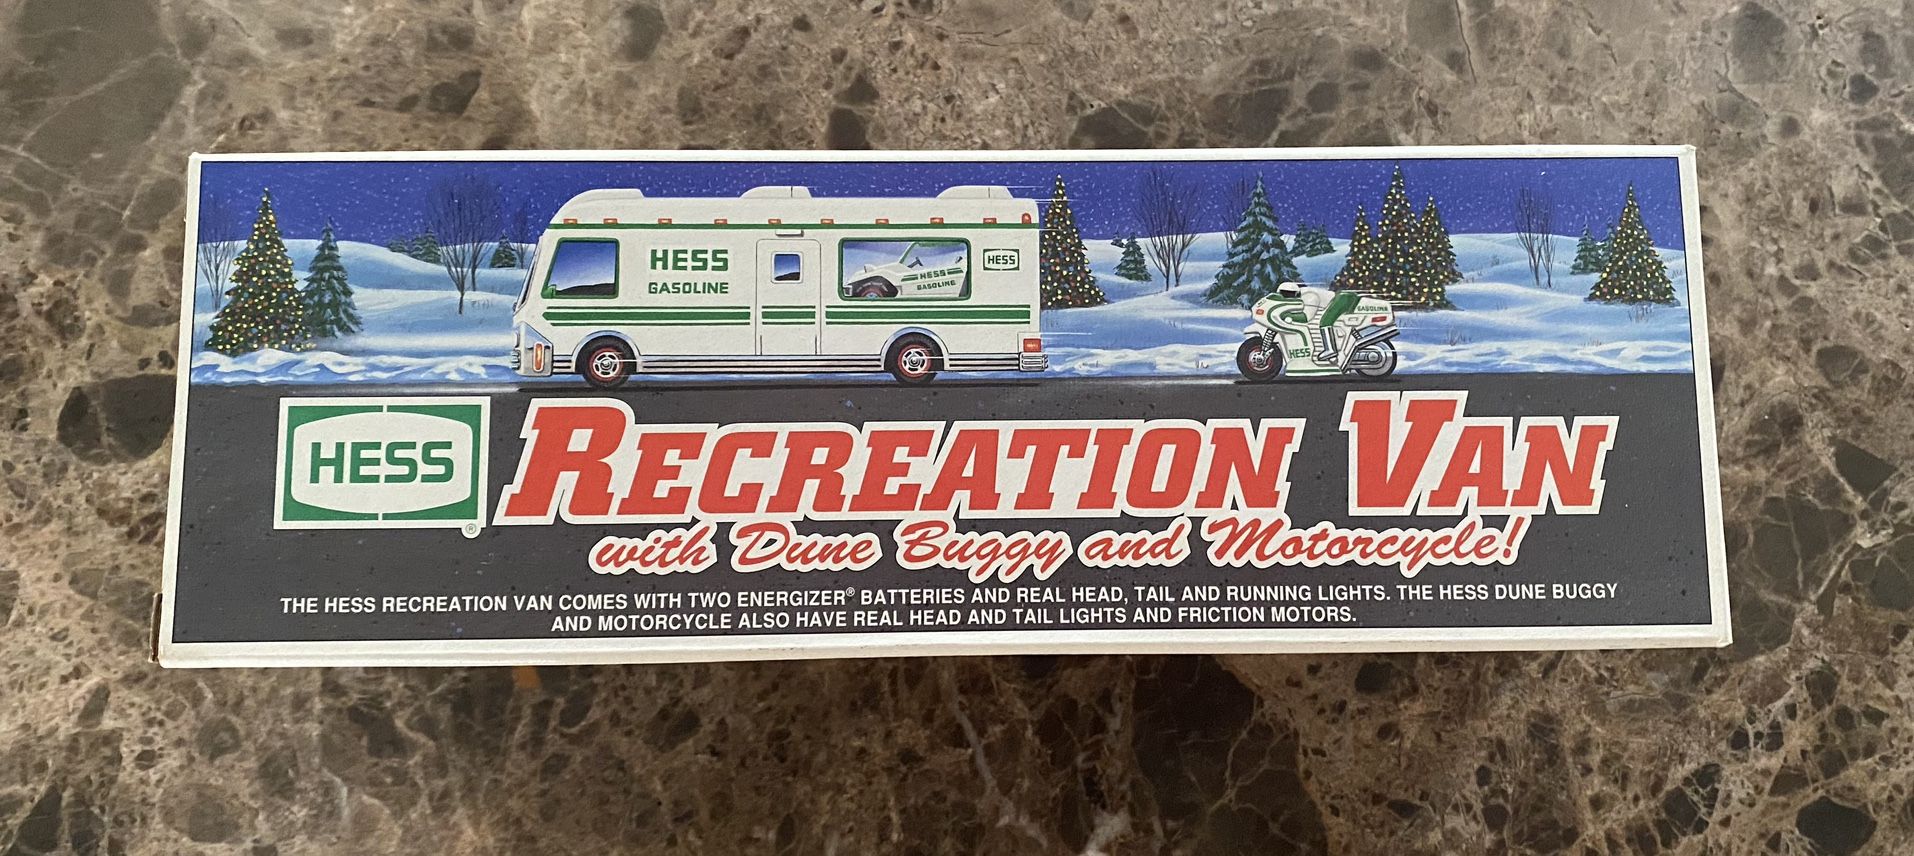 HESS
GASOLINE
HESS
GASOLINE
HESS
GASOLINE
HESS
HESS
®
RECREATION VAN
with Dune Buggy and Motorcycle!
THE HESS RECREATION VAN COMES WITH TWO ENERGIZER® BATTERIES AND REAL HEAD, TAIL AND RUNNING LIGHTS. THE HESS DUNE BUGGY
AND MOTORCYCLE ALSO HAVE REAL HEAD AND TAIL LIGHTS AND FRICTION MOTORS.